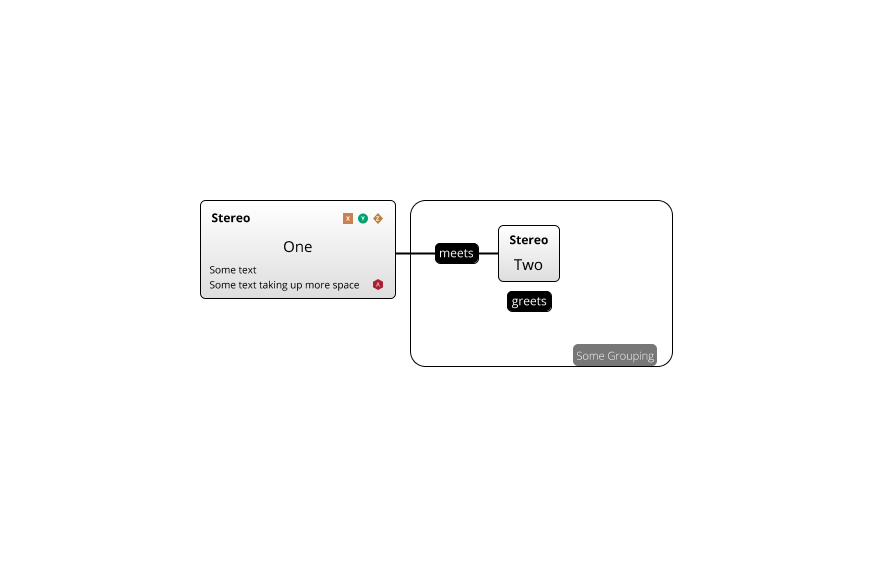 Stereo X Y Z
One
Some text
Some text taking up more space A
meets
Stereo
Two
greets
Some Grouping